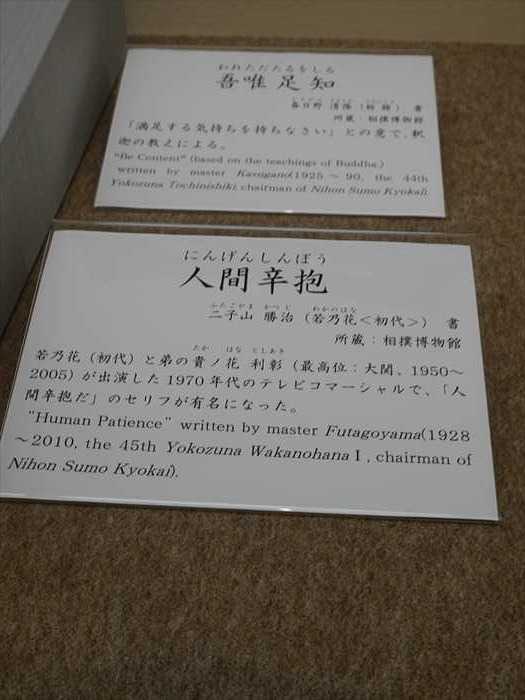 われただたるをしる
吾唯足知
春日野 清隆（栃錦）書
所蔵：相撲博物館
「満足する気持ちを持ちなさい」との意で、釈
迦の教えによる。
"Be Content" (based on the teachings of Buddha.)
written by master Kasugano(1925～90, the 44th
Yokozuna Tochinishiki, chairman of Nihon Sumo Kyokai).
にんげんしんぼう
人間辛抱
ふたごやま かつじ わかのはな
二子山 勝治（若乃花＜初代＞） 書
所蔵：相撲博物館
たか はな としあき
若乃花（初代）と弟の貴ノ花 利彰（最高位：大関、1950～
2005）が出演した1970年代のテレビコマーシャルで、「人
間辛抱だ」のセリフが有名になった。
"Human Patience" written by master Futagoyama(1928
～2010, the 45th Yokozuna WakanohanaⅠ, chairman of
Nihon Sumo Kyokai).